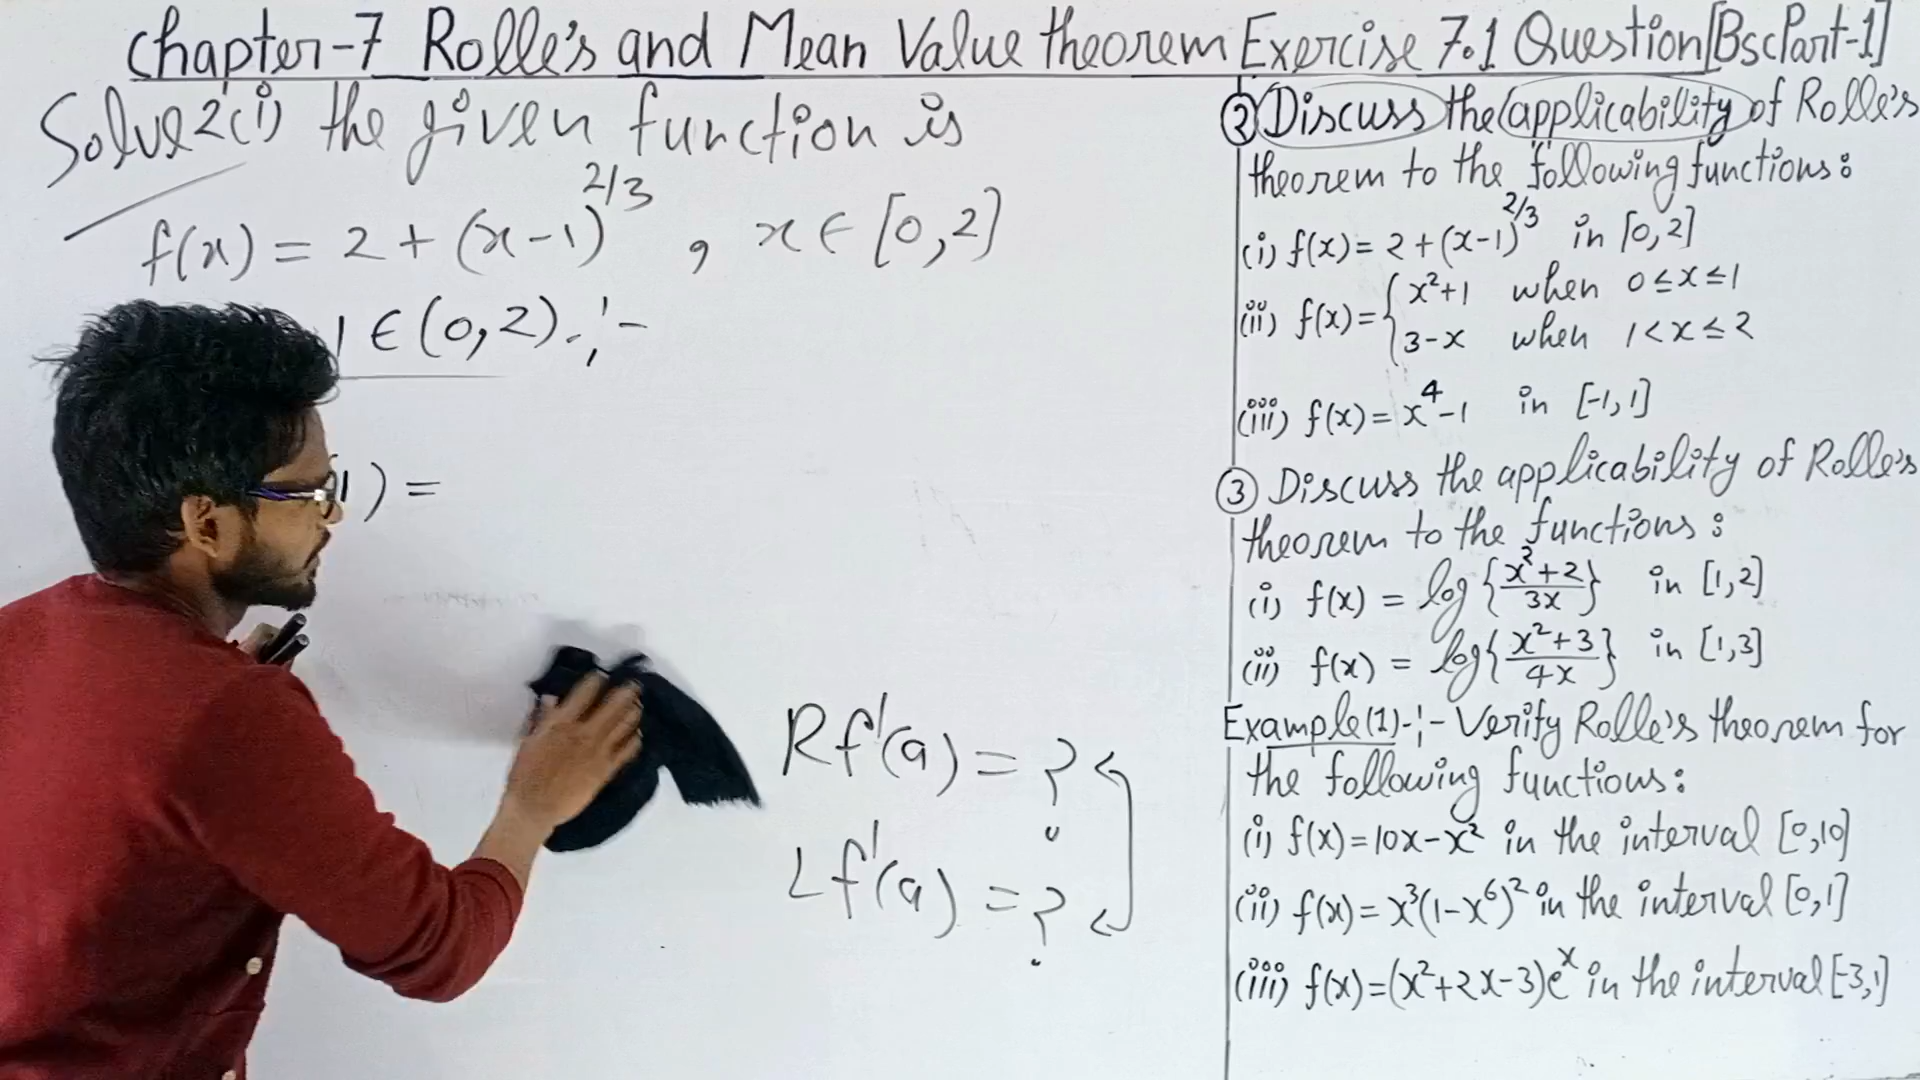 Chapter-7 Rolle's and Mean Value theorem Exercise 7.1 Question[BscPart-1]
Solve 2(i) the given function is
f(x) = 2 + (x-1)^2/3 , x ∈ [0,2]
1 ∈ (0,2) -:-
1) =
Rf'(a) = ?
Lf'(a) = ?
② Discuss the applicability of Rolle's
theorem to the following functions:
(i) f(x) = 2+(x-1)^2/3 in [0,2]
(ii) f(x) = { x²+1 when 0≤x≤1
3-x when 1<x≤2
(iii) f(x) = x⁴-1 in [-1,1]
③ Discuss the applicability of Rolle's
theorem to the functions:
(i) f(x) = log{(x²+2)/3x} in [1,2]
(ii) f(x) = log{(x²+3)/4x} in [1,3]
Example(1)-:- Verify Rolle's theorem for
the following functions:
(i) f(x)=10x-x² in the interval [0,10]
(ii) f(x) = x³(1-x⁶)² in the interval [0,1]
(iii) f(x)=(x²+2x-3)eˣ in the interval [-3,1]